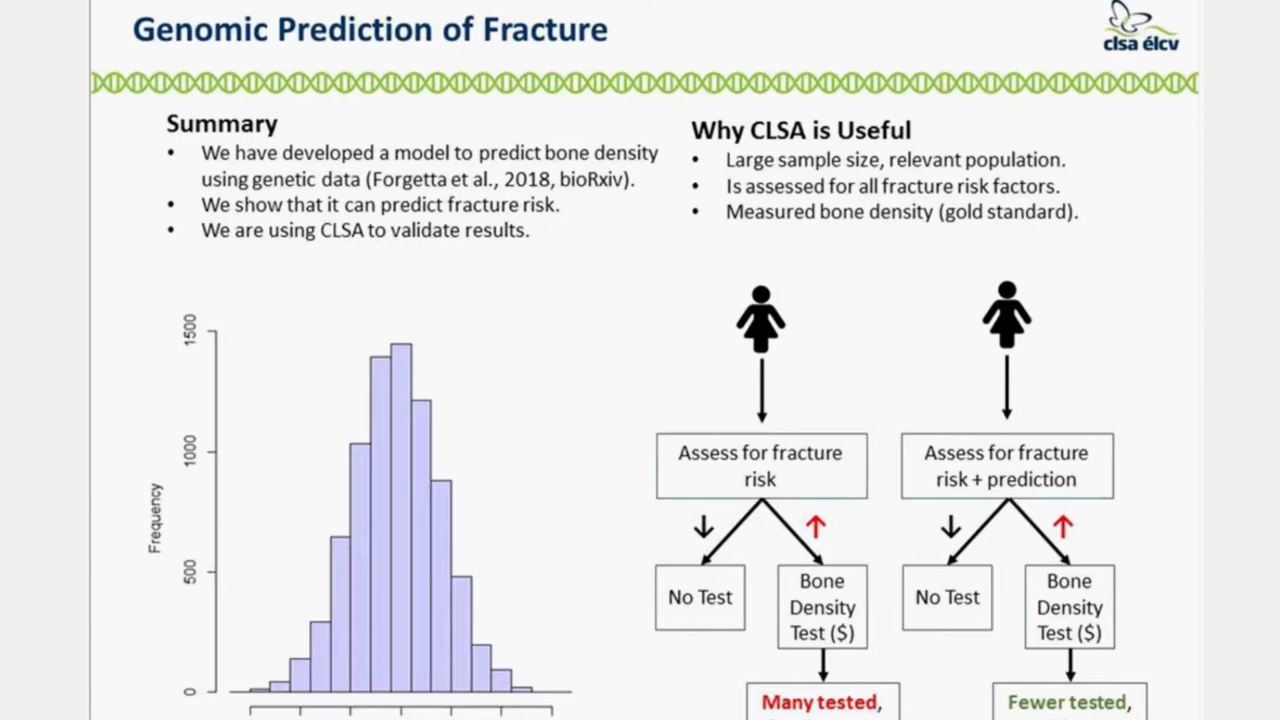 Genomic Prediction of Fracture
clsa élcv
Summary
• We have developed a model to predict bone density
using genetic data (Forgetta et al., 2018, bioRxiv).
• We show that it can predict fracture risk.
• We are using CLSA to validate results.
Why CLSA is Useful
• Large sample size, relevant population.
• Is assessed for all fracture risk factors.
• Measured bone density (gold standard).
Frequency
1500
1000
500
0
Assess for fracture
risk
No Test
Bone
Density
Test ($)
Many tested,
Assess for fracture
risk + prediction
No Test
Bone
Density
Test ($)
Fewer tested,